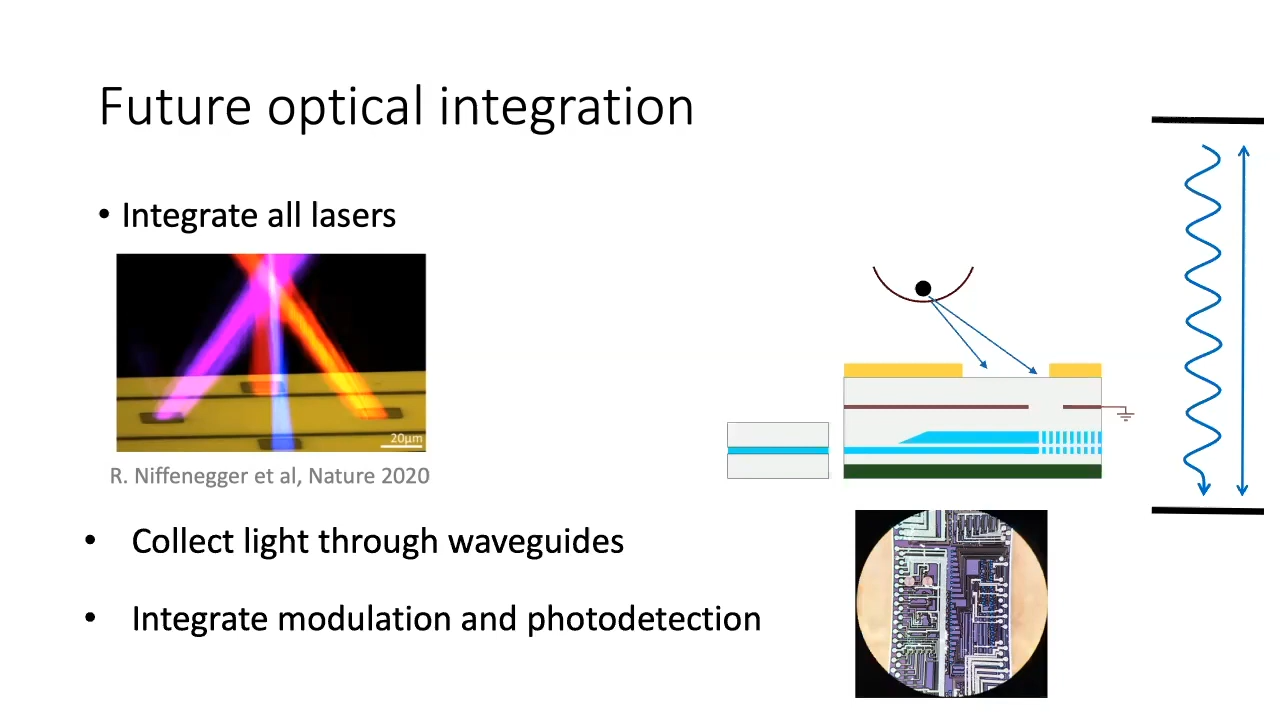 Future optical integration
• Integrate all lasers
20µm
R. Niffenegger et al, Nature 2020
• Collect light through waveguides
• Integrate modulation and photodetection